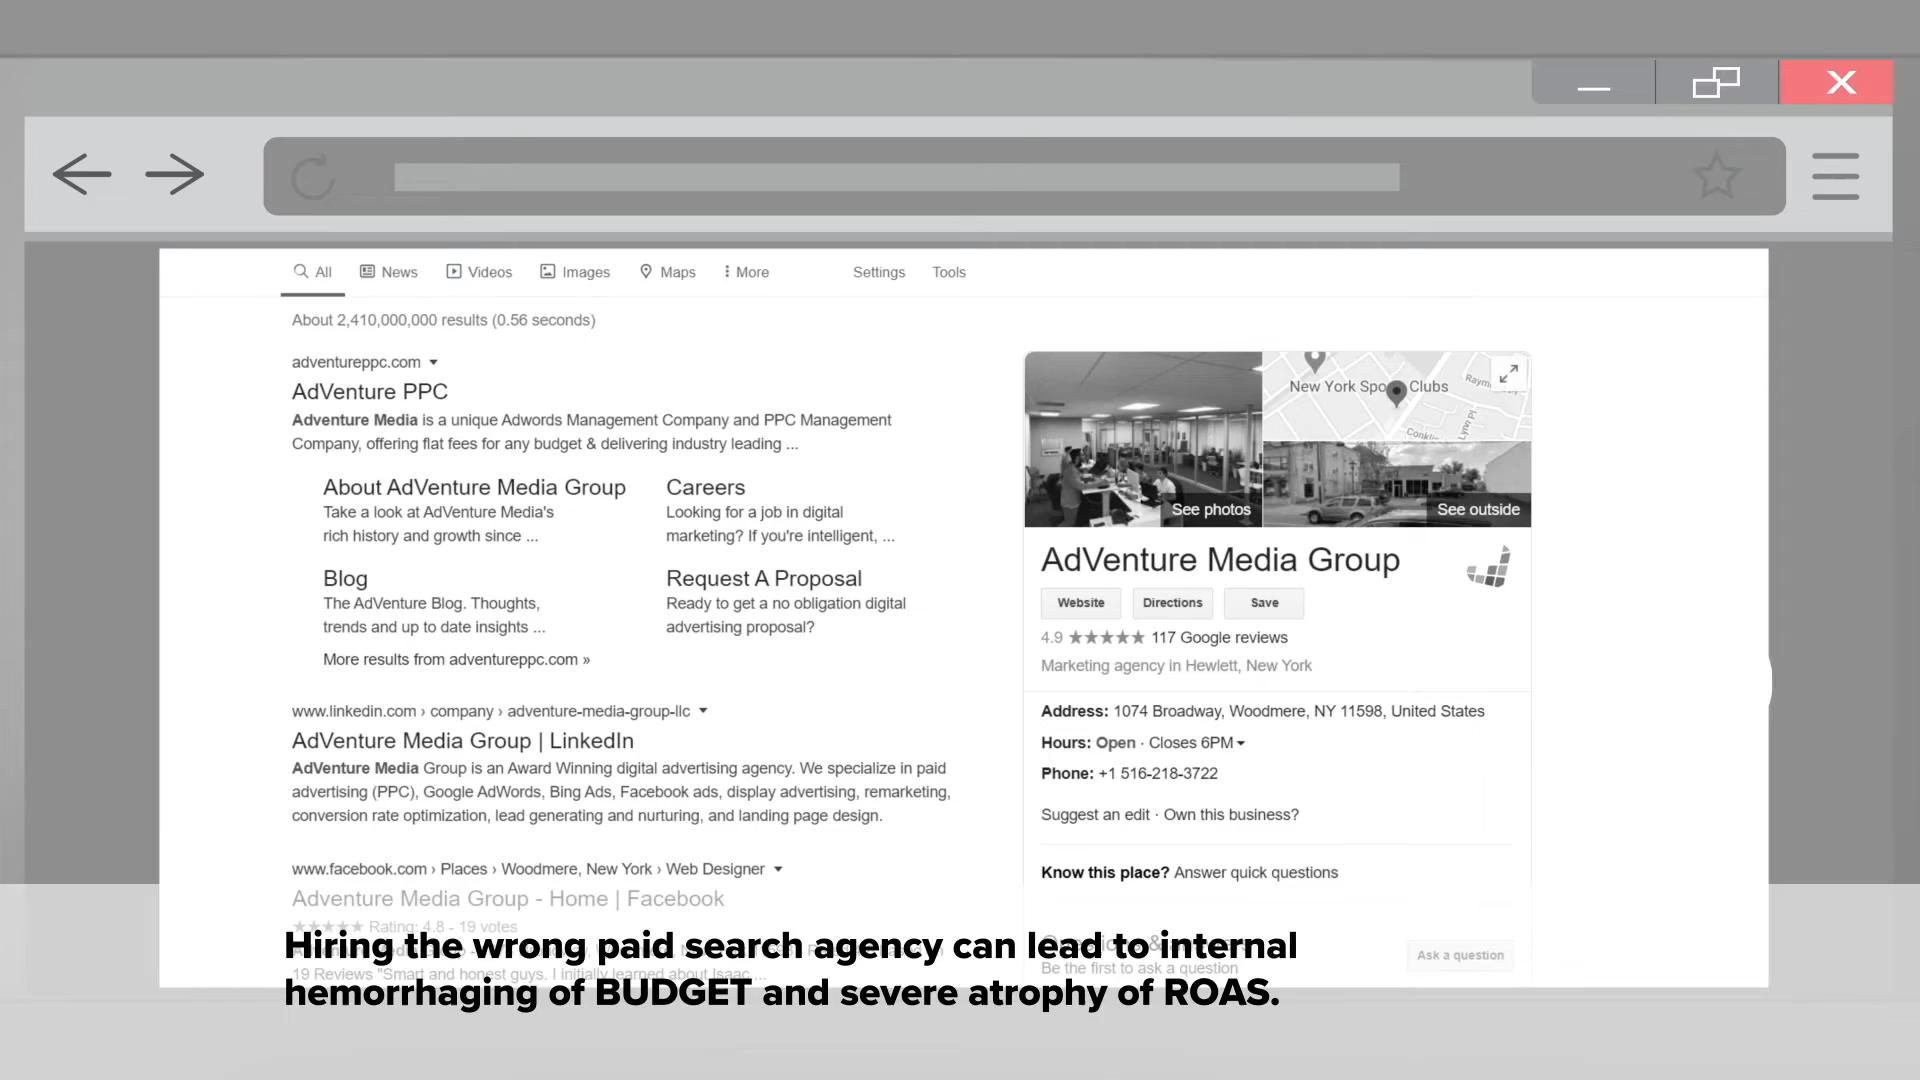 All News Videos Images Maps More Settings Tools
About 2,410,000,000 results (0.56 seconds)
adventureppc.com
AdVenture PPC
Adventure Media is a unique Adwords Management Company and PPC Management
Company, offering flat fees for any budget & delivering industry leading ...
About AdVenture Media Group
Take a look at AdVenture Media's
rich history and growth since ...
Careers
Looking for a job in digital
marketing? If you're intelligent, ...
Blog
The AdVenture Blog. Thoughts,
trends and up to date insights ...
Request A Proposal
Ready to get a no obligation digital
advertising proposal?
More results from adventureppc.com »
www.linkedin.com › company › adventure-media-group-llc
AdVenture Media Group | LinkedIn
AdVenture Media Group is an Award Winning digital advertising agency. We specialize in paid
advertising (PPC), Google AdWords, Bing Ads, Facebook ads, display advertising, remarketing,
conversion rate optimization, lead generating and nurturing, and landing page design.
www.facebook.com › Places › Woodmere, New York › Web Designer
Adventure Media Group - Home | Facebook
★★★★★ Rating: 4.8 - 19 votes
19 Reviews "Smart and honest guys. I initially learned about Isaac ...
New York Clubs
Conklin
Lynn Pl
See photos
See outside
AdVenture Media Group
Website Directions Save
4.9 ★★★★★ 117 Google reviews
Marketing agency in Hewlett, New York
Address: 1074 Broadway, Woodmere, NY 11598, United States
Hours: Open · Closes 6PM
Phone: +1 516-218-3722
Suggest an edit · Own this business?
Know this place? Answer quick questions
Questions & answers
Be the first to ask a question
Ask a question
Hiring the wrong paid search agency can lead to internal
hemorrhaging of BUDGET and severe atrophy of ROAS.